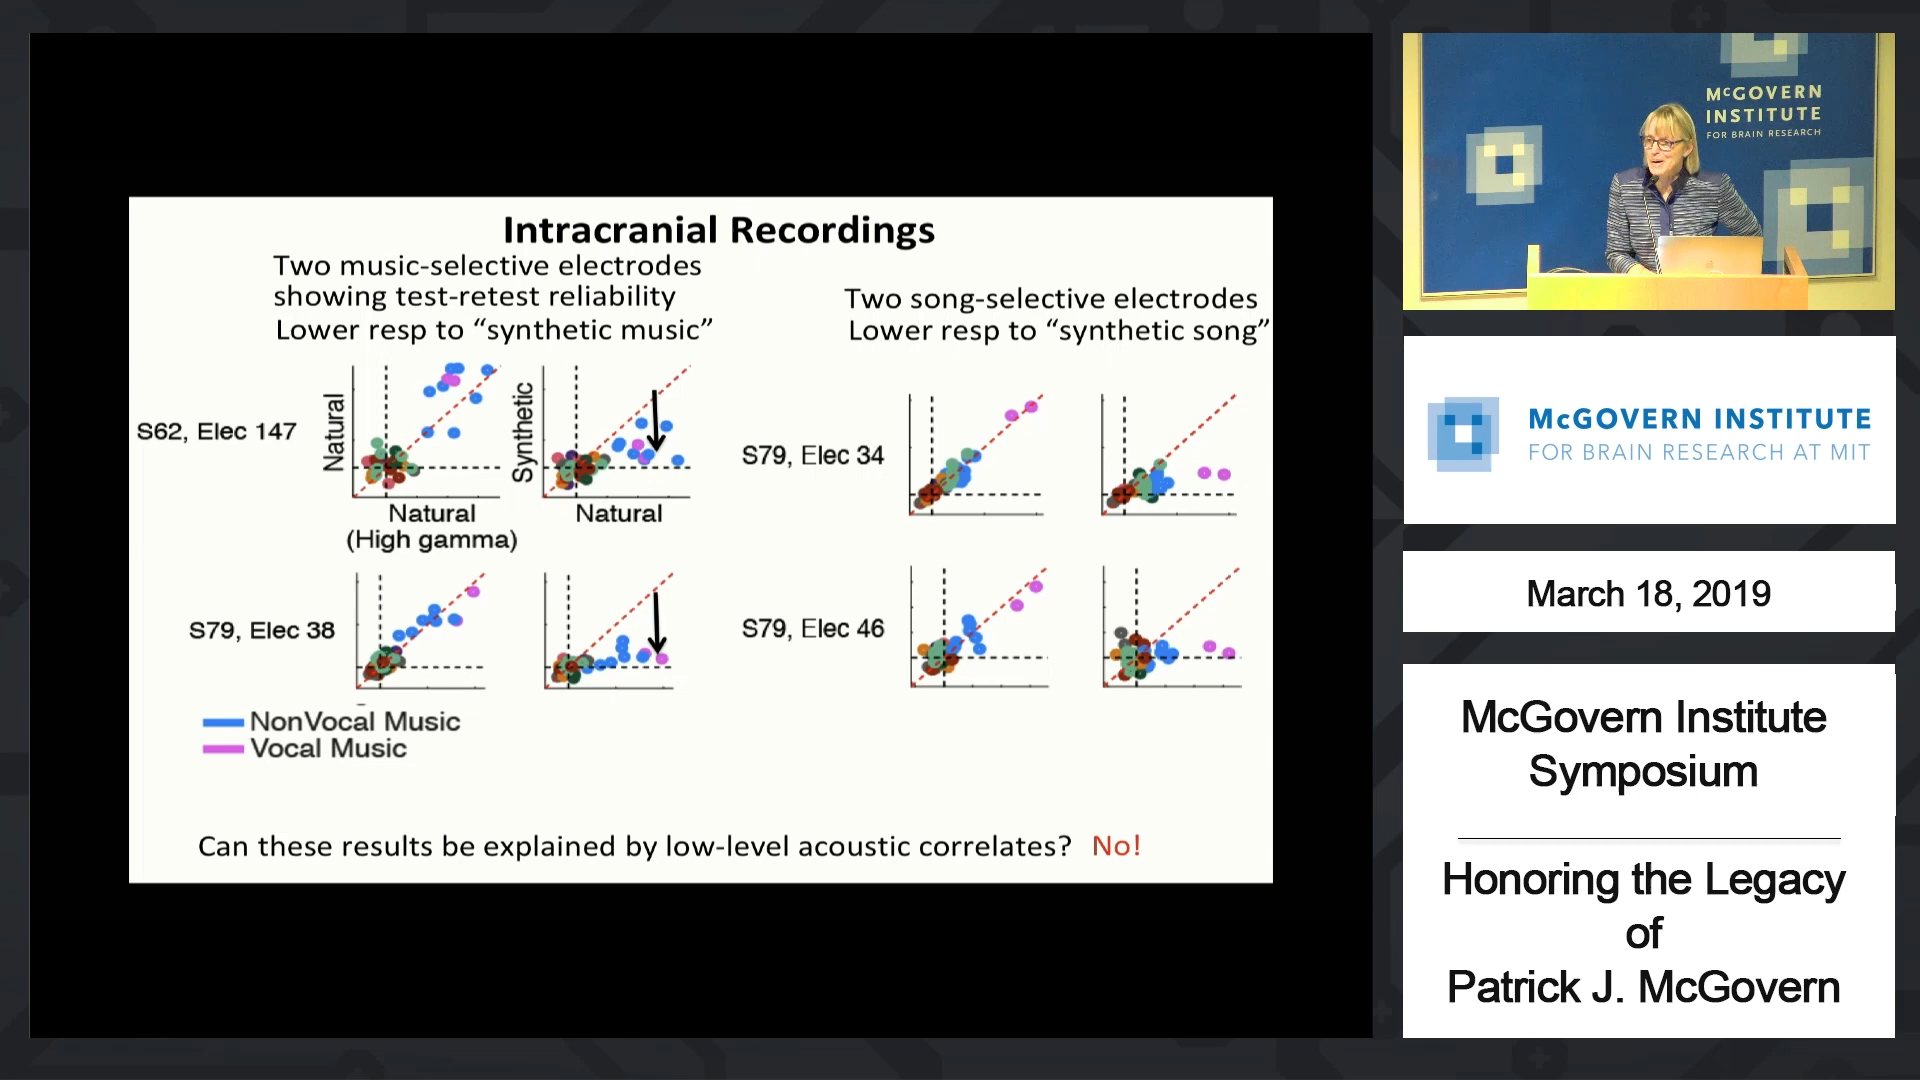 Intracranial Recordings
Two music-selective electrodes
showing test-retest reliability
Lower resp to “synthetic music”
Two song-selective electrodes
Lower resp to “synthetic song”
S62, Elec 147
Natural
Natural
(High gamma)
Synthetic
Natural
S79, Elec 34
S79, Elec 38
S79, Elec 46
NonVocal Music
Vocal Music
Can these results be explained by low-level acoustic correlates? No!
McGOVERN
INSTITUTE
FOR BRAIN RESEARCH
McGOVERN INSTITUTE
FOR BRAIN RESEARCH AT MIT
March 18, 2019
McGovern Institute
Symposium
Honoring the Legacy
of
Patrick J. McGovern